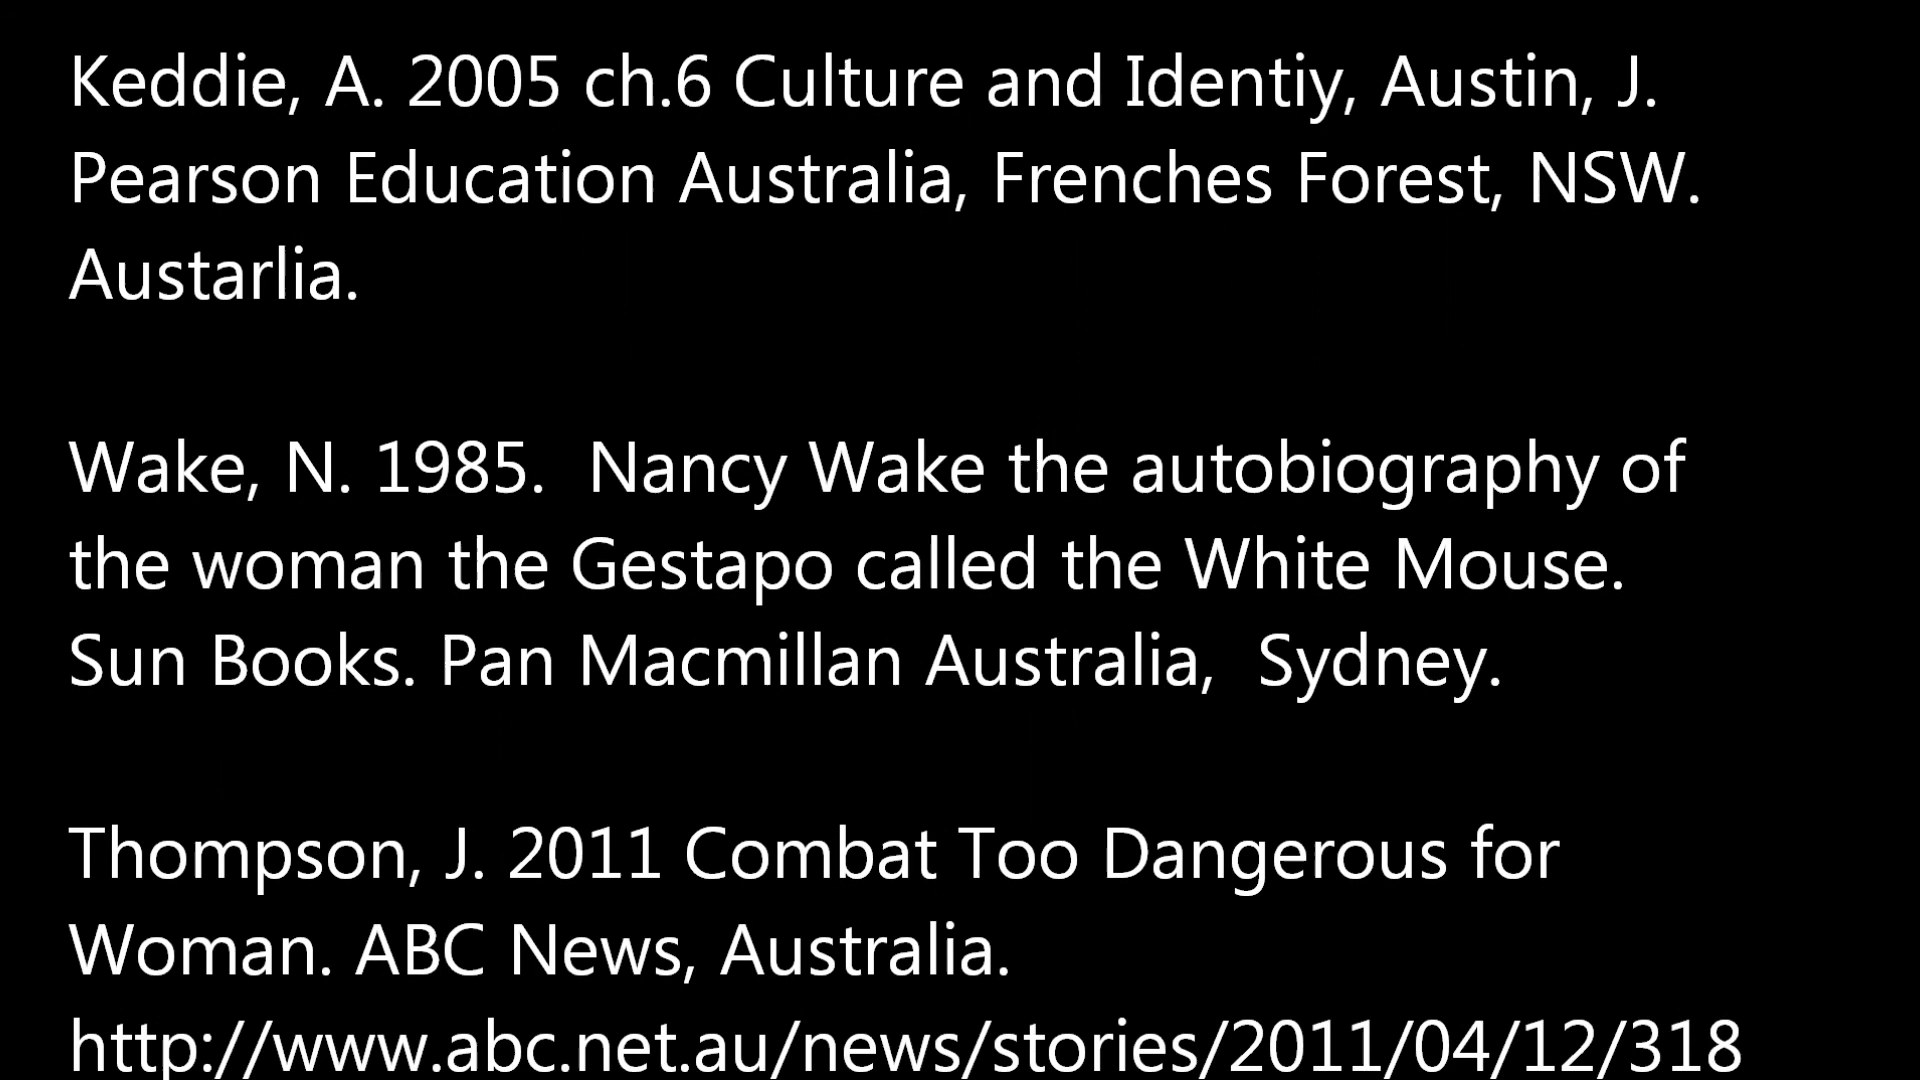 Keddie, A. 2005 ch.6 Culture and Identiy, Austin, J.
Pearson Education Australia, Frenches Forest, NSW.
Austarlia.
Wake, N. 1985.  Nancy Wake the autobiography of
the woman the Gestapo called the White Mouse.
Sun Books. Pan Macmillan Australia,  Sydney.
Thompson, J. 2011 Combat Too Dangerous for
Woman. ABC News, Australia.
http://www.abc.net.au/news/stories/2011/04/12/318